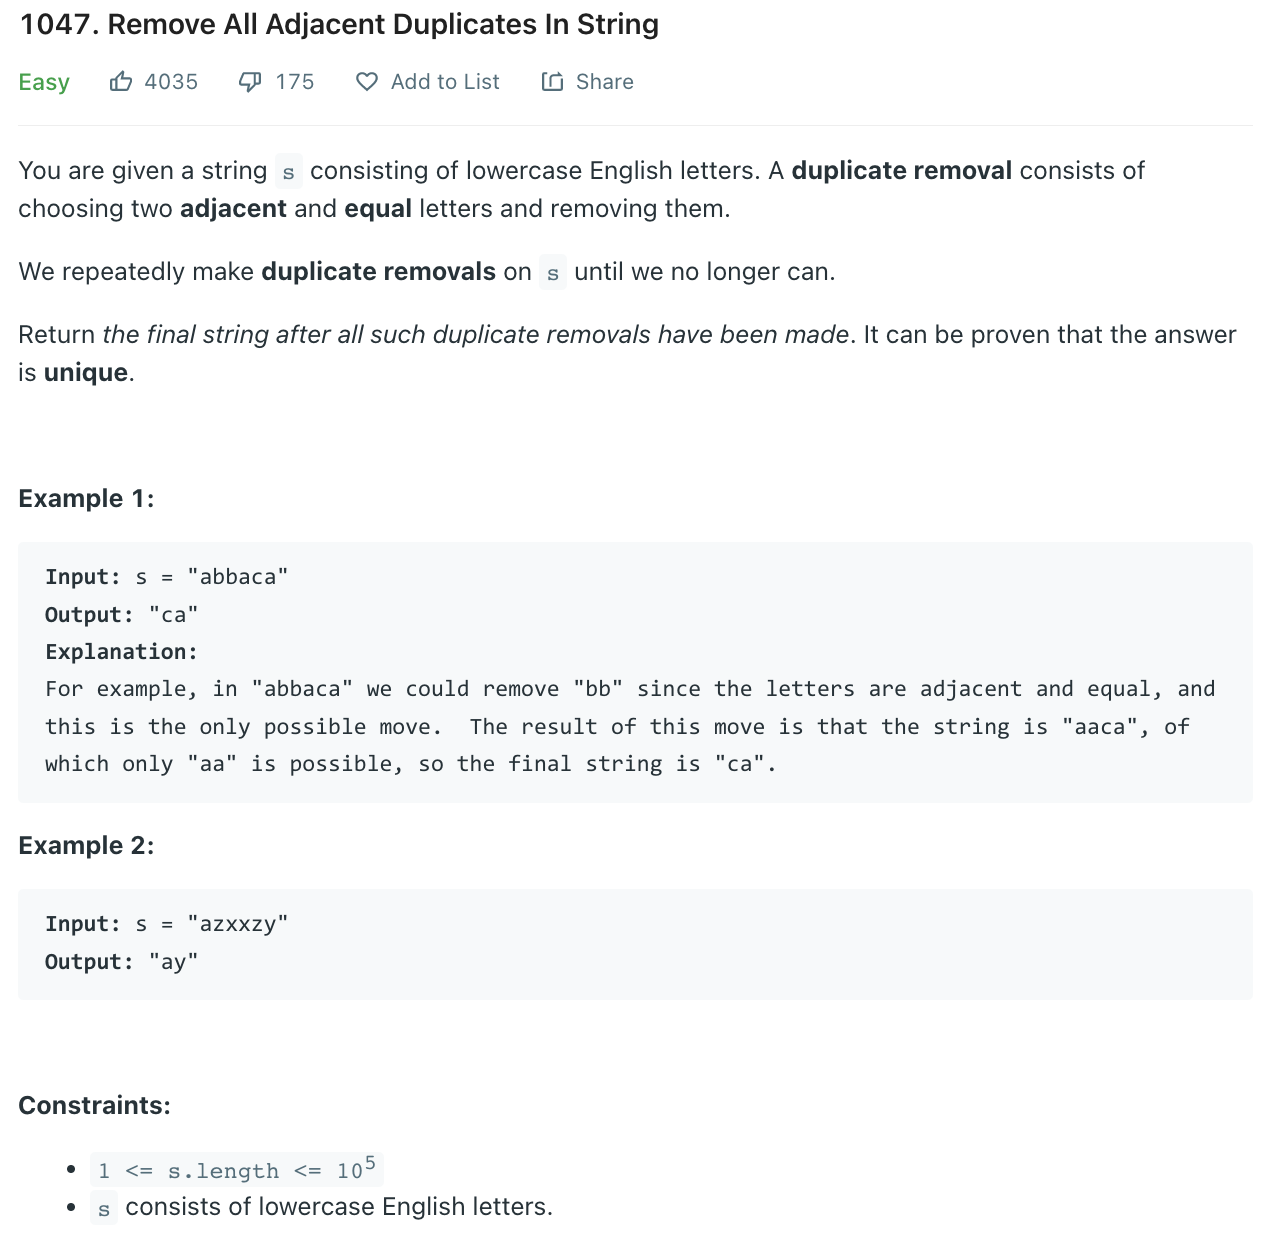 1047. Remove All Adjacent Duplicates In String
Easy 4035 175 Add to List Share
You are given a string s consisting of lowercase English letters. A duplicate removal consists of
choosing two adjacent and equal letters and removing them.
We repeatedly make duplicate removals on s until we no longer can.
Return the final string after all such duplicate removals have been made. It can be proven that the answer
is unique.
Example 1:
Input: s = "abbaca"
Output: "ca"
Explanation:
For example, in "abbaca" we could remove "bb" since the letters are adjacent and equal, and
this is the only possible move.  The result of this move is that the string is "aaca", of
which only "aa" is possible, so the final string is "ca".
Example 2:
Input: s = "azxxzy"
Output: "ay"
Constraints:
• 1 <= s.length <= 10⁵
• s consists of lowercase English letters.